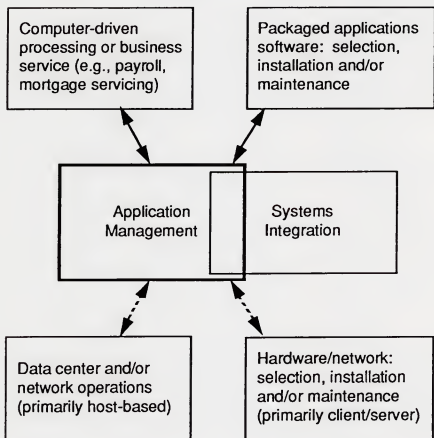 Computer-driven
processing or business
service (e.g., payroll,
mortgage servicing)
Packaged applications
software: selection,
installation and/or
maintenance
Application
Management
Systems
Integration
Data center and/or
network operations
(primarily host-based)
Hardware/network:
selection, installation
and/or maintenance
(primarily client/server)